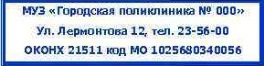 МУЗ «Городская поликлиника № 000»
Ул. Лермонтова 12, тел. 23-56-00
ОКОНХ 21511 код МО 1025680340056